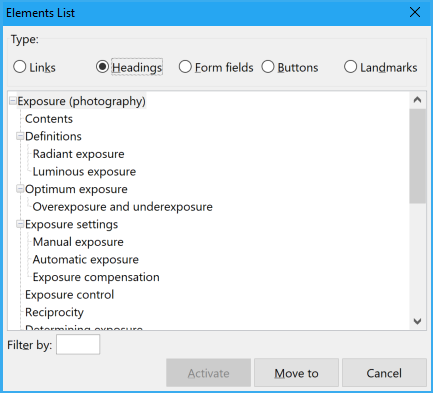 Elements List
Type:
Links Headings Form fields Buttons Landmarks
Exposure (photography)
Contents
Definitions
Radiant exposure
Luminous exposure
Optimum exposure
Overexposure and underexposure
Exposure settings
Manual exposure
Automatic exposure
Exposure compensation
Exposure control
Reciprocity
Determining exposure
Filter by:
Activate Move to Cancel